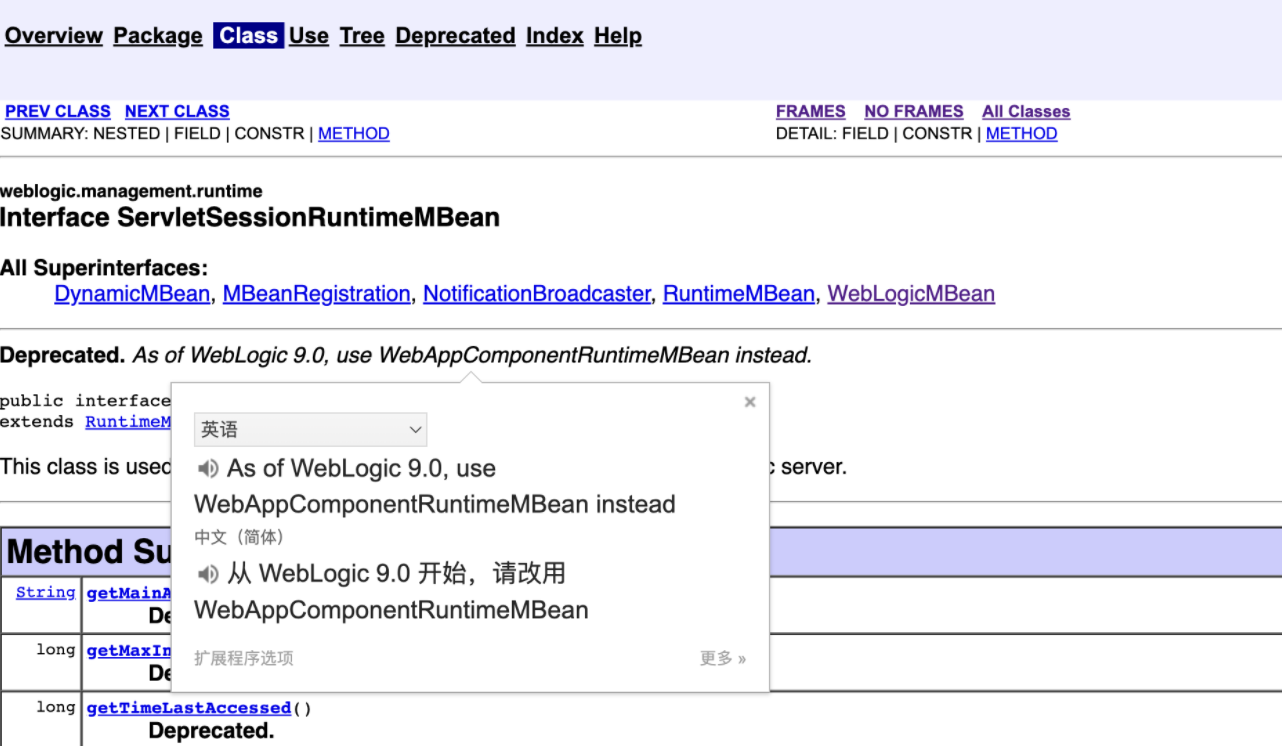 Overview Package Class Use Tree Deprecated Index Help
PREV CLASS NEXT CLASS FRAMES NO FRAMES All Classes
SUMMARY: NESTED | FIELD | CONSTR | METHOD DETAIL: FIELD | CONSTR | METHOD
weblogic.management.runtime
Interface ServletSessionRuntimeMBean
All Superinterfaces:
DynamicMBean, MBeanRegistration, NotificationBroadcaster, RuntimeMBean, WebLogicMBean
Deprecated. As of WebLogic 9.0, use WebAppComponentRuntimeMBean instead.
public interface
extends RuntimeM
This class is used server.
×
英语
As of WebLogic 9.0, use
WebAppComponentRuntimeMBean instead
中文（简体）
从 WebLogic 9.0 开始，请改用
WebAppComponentRuntimeMBean
扩展程序选项 更多 »
Method Su
String getMainA
De
long getMaxIn
De
long getTimeLastAccessed()
Deprecated.